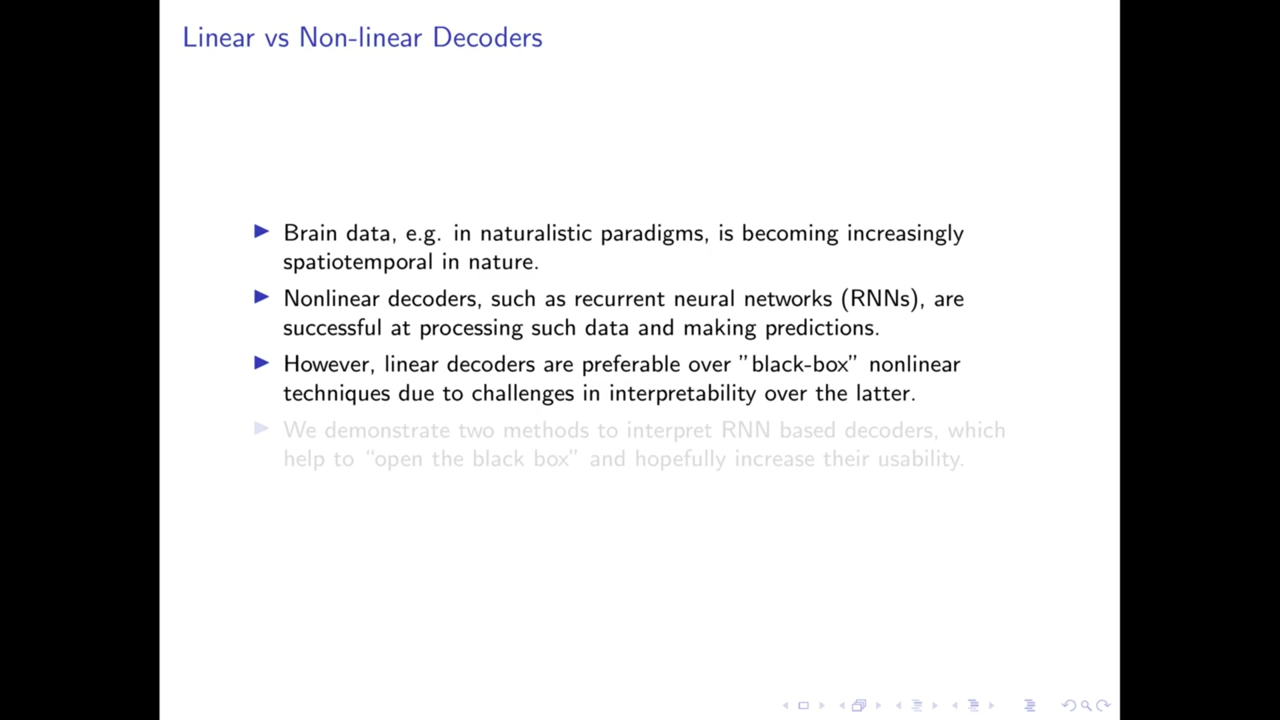 Linear vs Non-linear Decoders
Brain data, e.g. in naturalistic paradigms, is becoming increasingly
spatiotemporal in nature.
Nonlinear decoders, such as recurrent neural networks (RNNs), are
successful at processing such data and making predictions.
However, linear decoders are preferable over ”black-box” nonlinear
techniques due to challenges in interpretability over the latter.
We demonstrate two methods to interpret RNN based decoders, which
help to “open the black box” and hopefully increase their usability.